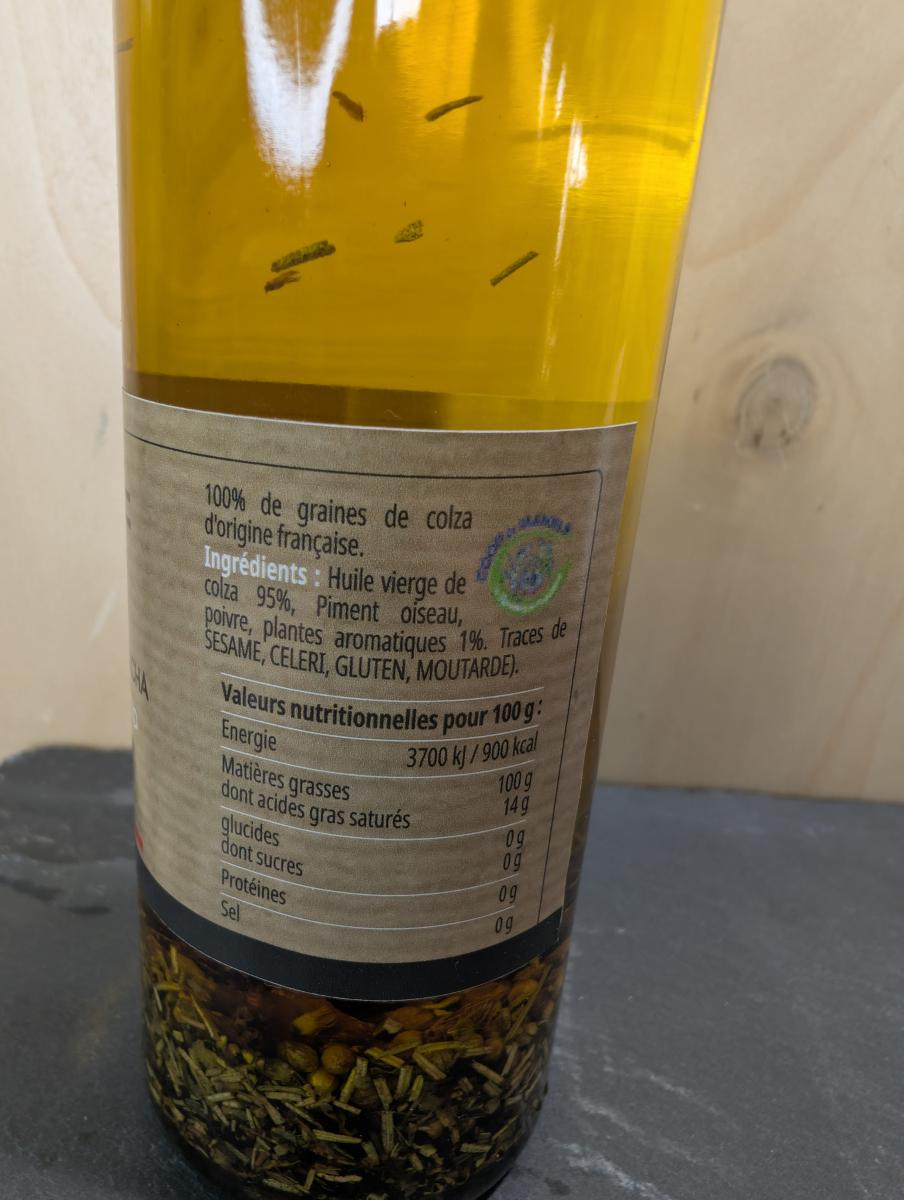 100% de graines de colza
d'origine française.
Ingrédients : Huile vierge de
colza 95%, Piment oiseau,
poivre, plantes aromatiques 1%. Traces de
SESAME, CELERI, GLUTEN, MOUTARDE).
Valeurs nutritionnelles pour 100 g :
Energie 3700 kJ / 900 kcal
Matières grasses 100 g
dont acides gras saturés 14 g
glucides 0 g
dont sucres 0 g
Protéines 0 g
Sel 0 g